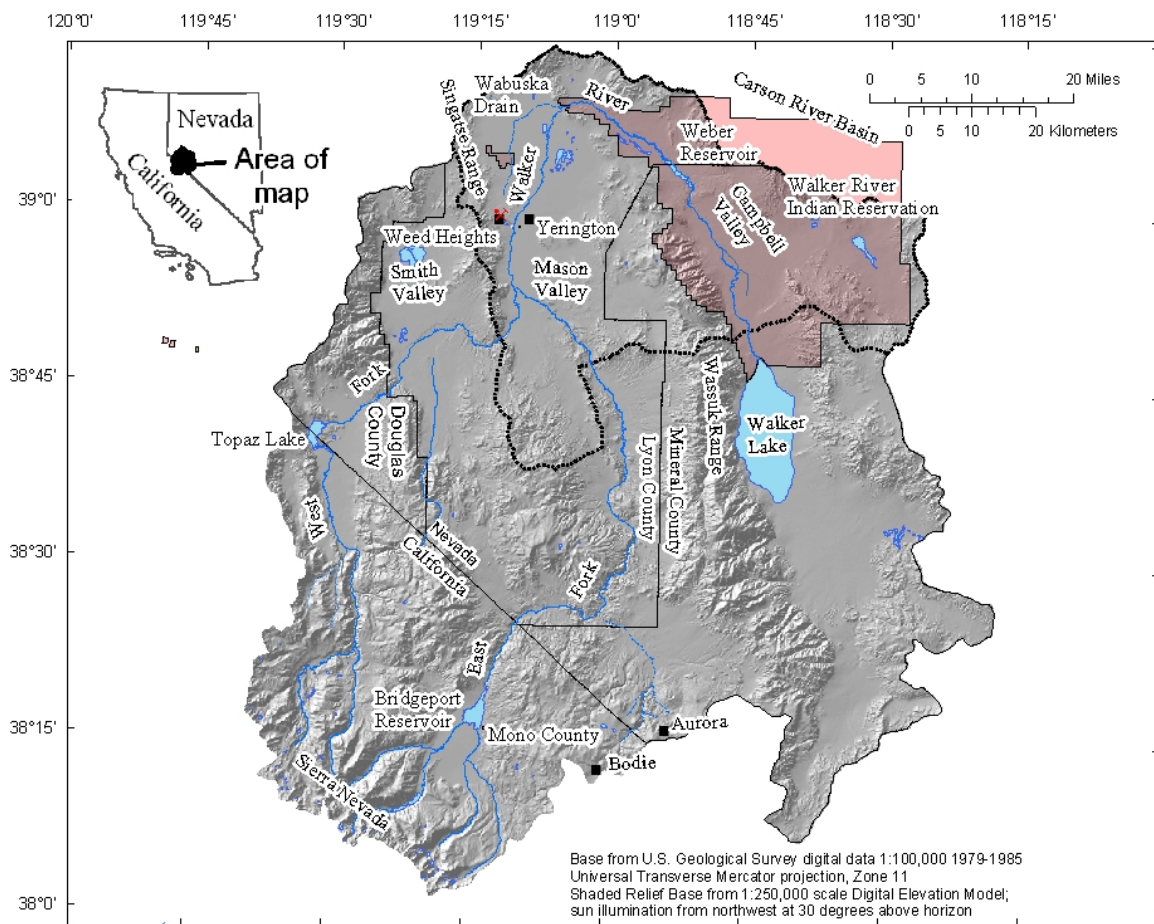 120°0'
119°45'
119°30'
119°15'
119°0'
118°45'
118°30'
118°15'
0 5 10 20 Miles
0 5 10 20 Kilometers
Nevada
California
Area of
map
Wabuska
Drain
River
Carson River Basin
Singatse Range
Walker
Weber
Reservoir
39°0'
Walker River
Indian Reservation
Campbell
Valley
Weed Heights
Yerington
Smith
Valley
Mason
Valley
38°45'
Fork
Douglas
County
Wassuk Range
Walker
Lake
Topaz Lake
Lyon County
Mineral County
West
38°30'
Nevada
California
Fork
East
Bridgeport
Reservoir
38°15'
Mono County
Aurora
Bodie
Sierra Nevada
38°0'
Base from U.S. Geological Survey digital data 1:100,000 1979-1985
Universal Transverse Mercator projection, Zone 11
Shaded Relief Base from 1:250,000 scale Digital Elevation Model;
sun illumination from northwest at 30 degrees above horizon